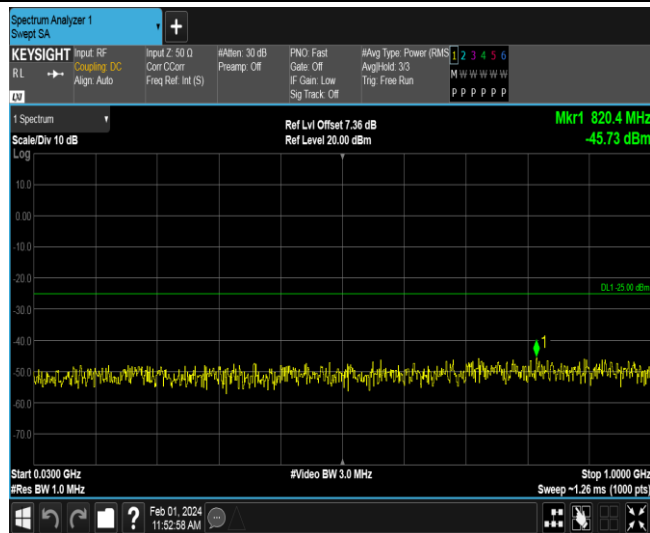 Spectrum Analyzer 1
Swept SA
+
KEYSIGHT
RL
Input: RF
Coupling: DC
Align: Auto
Input Z: 50 Ω
Corr CCorr
Freq Ref: Int (S)
#Atten: 30 dB
Preamp: Off
PNO: Fast
Gate: Off
IF Gain: Low
Sig Track: Off
#Avg Type: Power (RMS
Avg|Hold: 3/3
Trig: Free Run
1 2 3 4 5 6
M W W W W W
P P P P P P
1 Spectrum
Scale/Div 10 dB
Ref Lvl Offset 7.36 dB
Ref Level 20.00 dBm
Mkr1 820.4 MHz
-45.73 dBm
Log
10.0
0.00
-10.0
-20.0
DL1 -25.00 dBm
-30.0
-40.0
1
-50.0
-60.0
-70.0
Start 0.0300 GHz
#Res BW 1.0 MHz
#Video BW 3.0 MHz
Stop 1.0000 GHz
Sweep ~1.26 ms (1000 pts)
?
Feb 01, 2024
11:52:58 AM